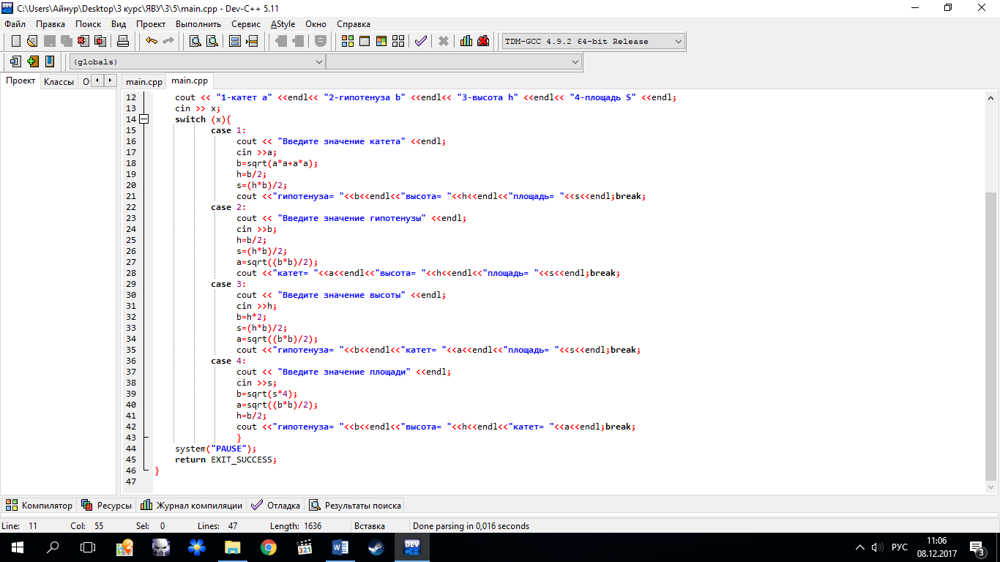 C:\Users\Айнур\Desktop\3 курс\ЯВУ\3\5\main.cpp - Dev-C++ 5.11
Файл Правка Поиск Вид Проект Выполнить Сервис AStyle Окно Справка
TDM-GCC 4.9.2 64-bit Release
(globals)
Проект Классы О main.cpp main.cpp
12 cout << "1-катет a" <<endl<< "2-гипотенуза b" <<endl<< "3-высота h" <<endl<< "4-площадь S" <<endl;
13 cin >> x;
14 switch (x){
15 case 1:
16 cout << "Введите значение катета" <<endl;
17 cin >>a;
18 b=sqrt(a*a+a*a);
19 h=b/2;
20 s=(h*b)/2;
21 cout <<"гипотенуза= "<<b<<endl<<"высота= "<<h<<endl<<"площадь= "<<s<<endl;break;
22 case 2:
23 cout << "Введите значение гипотенузы" <<endl;
24 cin >>b;
25 h=b/2;
26 s=(h*b)/2;
27 a=sqrt((b*b)/2);
28 cout <<"катет= "<<a<<endl<<"высота= "<<h<<endl<<"площадь= "<<s<<endl;break;
29 case 3:
30 cout << "Введите значение высоты" <<endl;
31 cin >>h;
32 b=h*2;
33 s=(h*b)/2;
34 a=sqrt((b*b)/2);
35 cout <<"гипотенуза= "<<b<<endl<<"катет= "<<a<<endl<<"площадь= "<<s<<endl;break;
36 case 4:
37 cout << "Введите значение площади" <<endl;
38 cin >>s;
39 b=sqrt(s*4);
40 a=sqrt((b*b)/2);
41 h=b/2;
42 cout <<"гипотенуза= "<<b<<endl<<"высота= "<<h<<endl<<"катет= "<<a<<endl;break;
43 }
44 system("PAUSE");
45 return EXIT_SUCCESS;
46 }
47
Компилятор Ресурсы Журнал компиляции Отладка Результаты поиска
Line: 11 Col: 55 Sel: 0 Lines: 47 Length: 1636 Вставка Done parsing in 0,016 seconds
321 DEV
РУС 11:06
08.12.2017
3